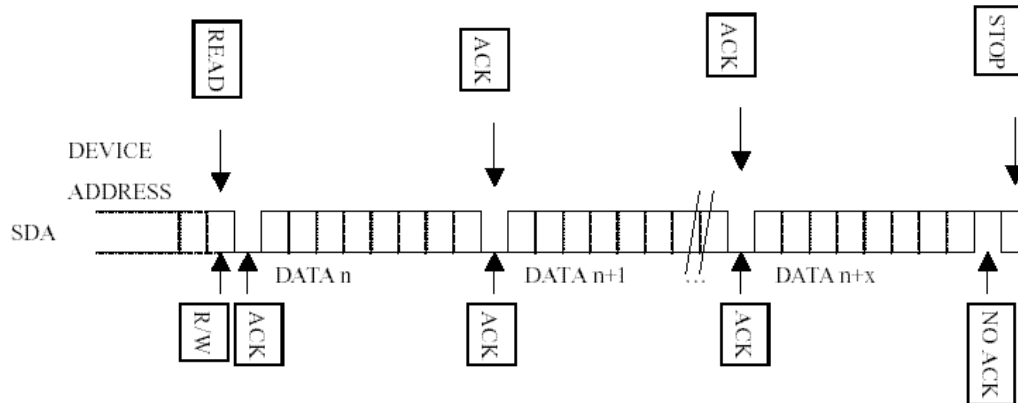 READ
ACK
ACK
STOP
DEVICE
ADDRESS
SDA
DATA n
DATA n+1
...
DATA n+x
R/W
ACK
ACK
ACK
NO ACK